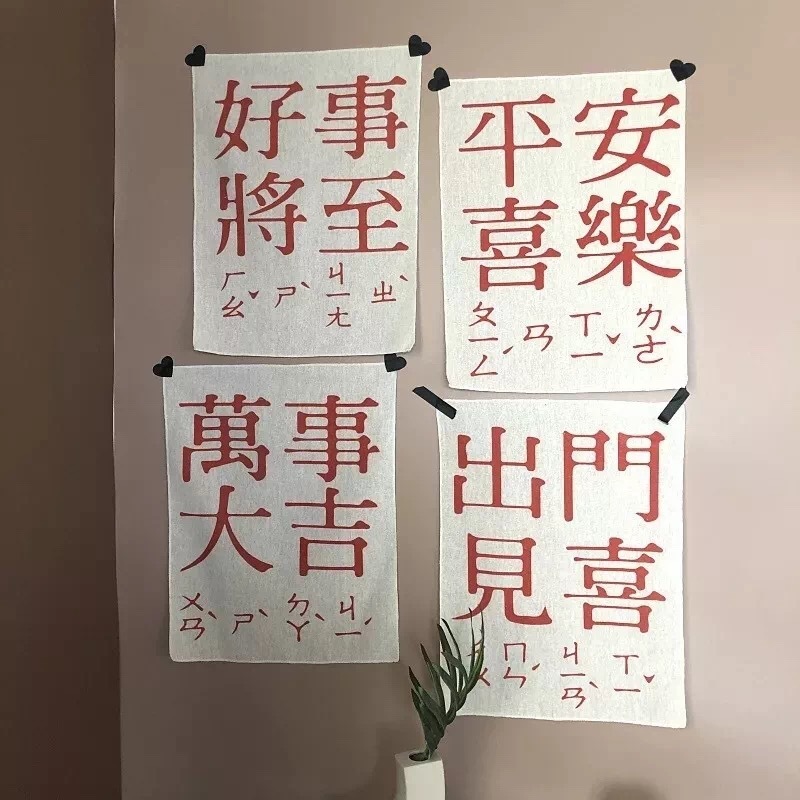 好事
將至
ㄏㄠˇ ㄕˋ ㄐㄧㄤ ㄓˋ
平安
喜樂
ㄆㄧㄥˊ ㄢ ㄒㄧˇ ㄌㄜˋ
萬事
大吉
ㄨㄢˋ ㄕˋ ㄉㄚˋ ㄐㄧˊ
出門
見喜
ㄇㄣˊ ㄐㄧㄢˋ ㄒㄧˇ